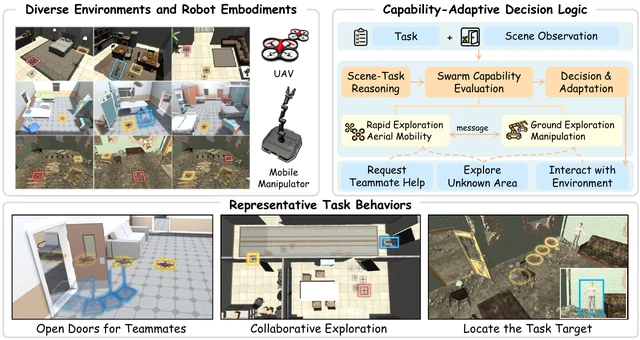 Diverse Environments and Robot Embodiments
UAV
Mobile
Manipulator
Capability-Adaptive Decision Logic
Task + Scene Observation
Scene-Task
Reasoning
Swarm Capability
Evaluation
Decision &
Adaptation
Rapid Exploration
Aerial Mobility
message
Ground Exploration
Manipulation
Request
Teammate Help
Explore
Unknown Area
Interact with
Environment
Representative Task Behaviors
Open Doors for Teammates
Collaborative Exploration
Locate the Task Target